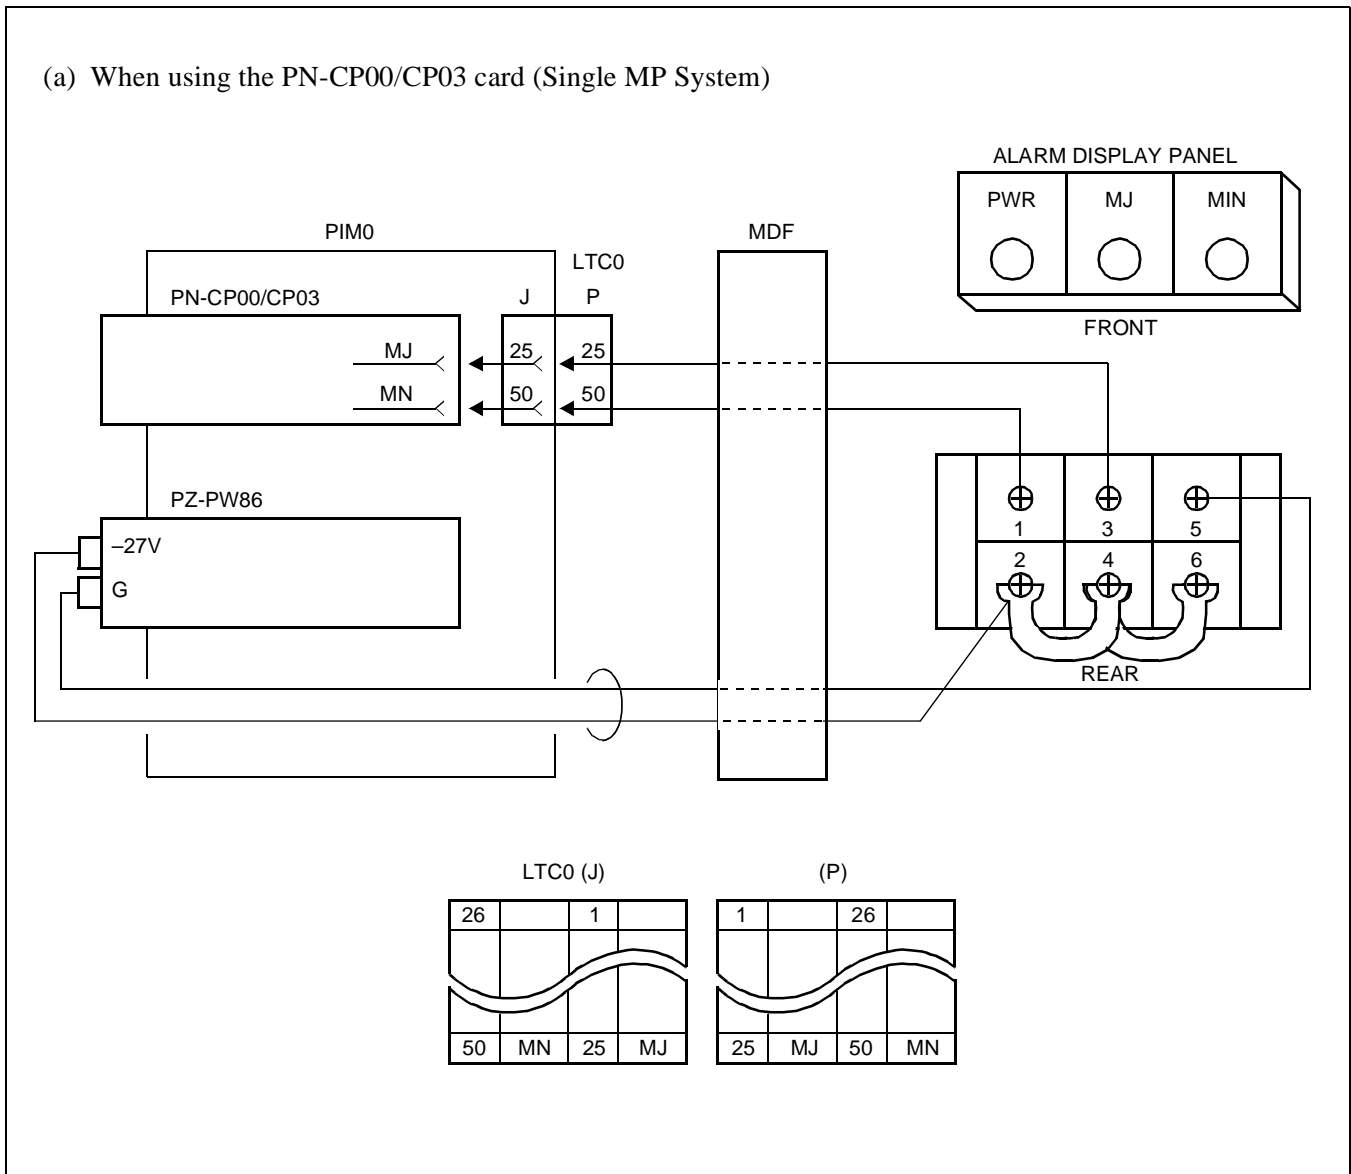 (a) When using the PN-CP00/CP03 card (Single MP System)
ALARM DISPLAY PANEL
PWR MJ MIN
FRONT
PIM0
MDF
LTC0
J P
PN-CP00/CP03
MJ 25 25
MN 50 50
PZ-PW86
–27V
G
1 3 5
2 4 6
REAR
LTC0 (J) (P)
26 1 1 26
50 MN 25 MJ 25 MJ 50 MN